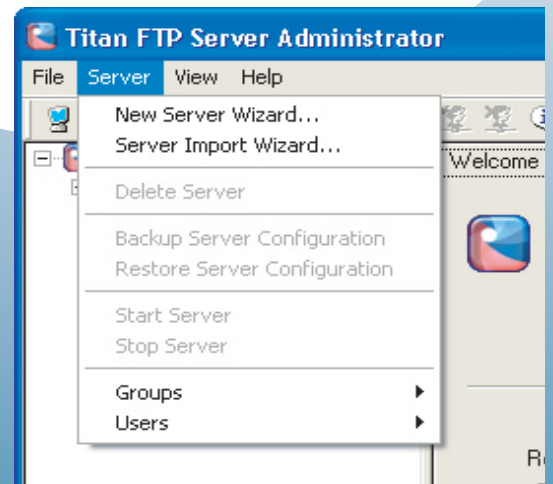 Titan FTP Server Administrator
File Server View Help
New Server Wizard...
Server Import Wizard...
Delete Server
Backup Server Configuration
Restore Server Configuration
Start Server
Stop Server
Groups
Users
Welcome